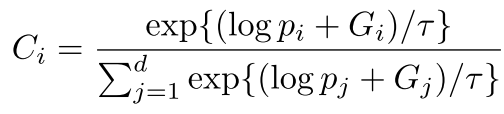 C_i = \frac{\exp\{(\log p_i + G_i)/\tau\}}{\sum_{j=1}^{d} \exp\{(\log p_j + G_j)/\tau\}}